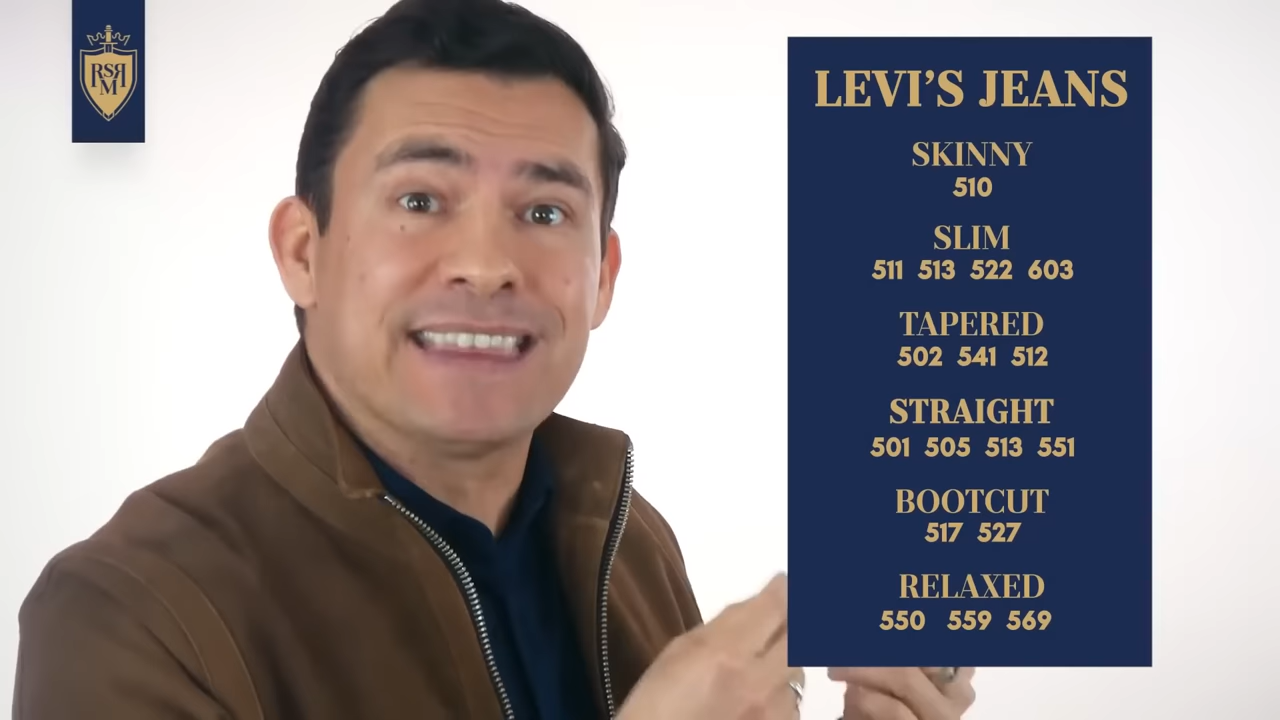 RSR
M
LEVI'S JEANS
SKINNY
510
SLIM
511 513 522 603
TAPERED
502 541 512
STRAIGHT
501 505 513 551
BOOTCUT
517 527
RELAXED
550 559 569